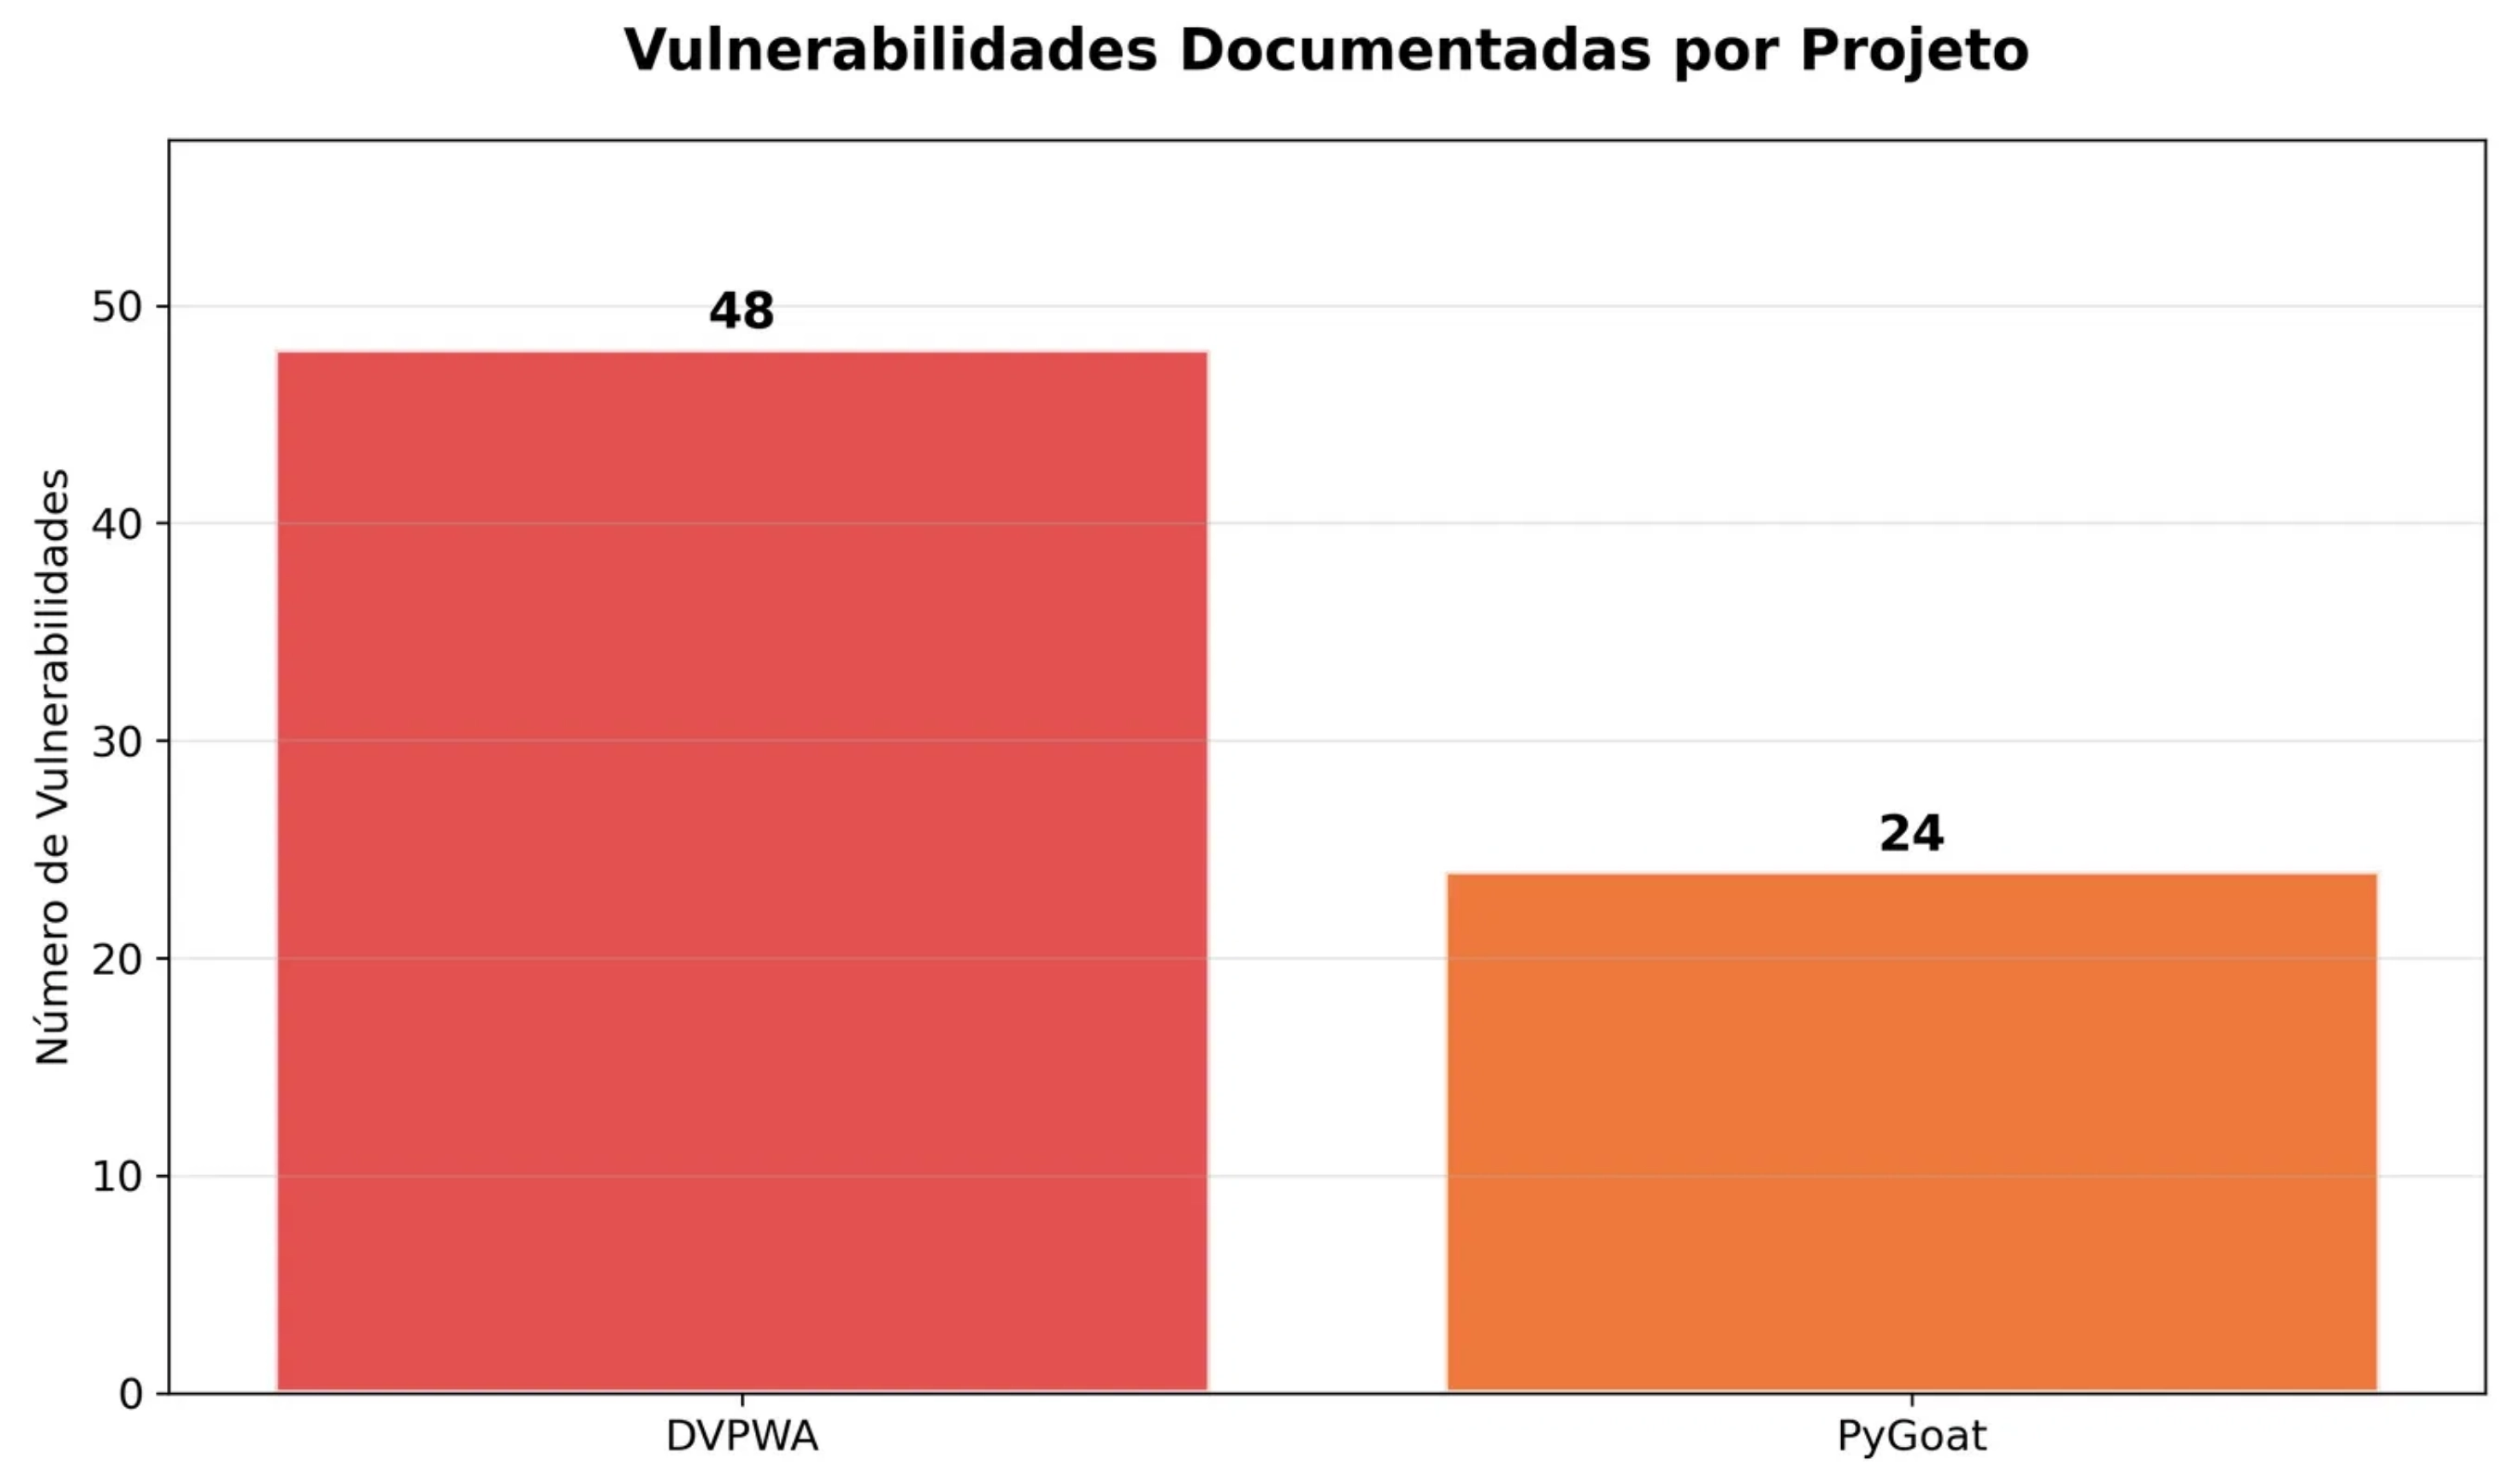 Vulnerabilidades Documentadas por Projeto
Número de Vulnerabilidades
50
40
30
20
10
0
48
24
DVPWA
PyGoat